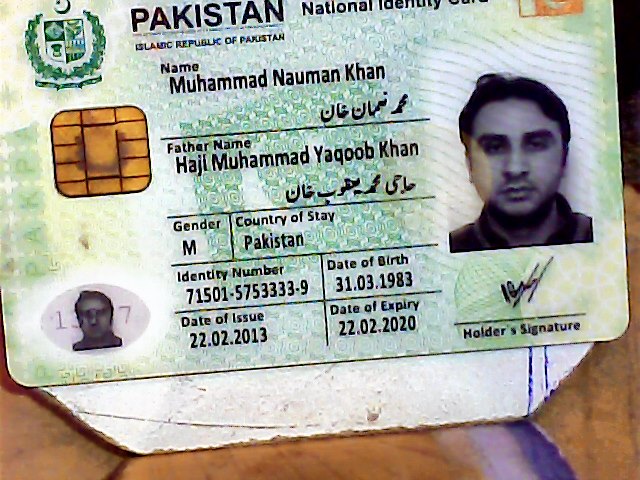 PAKISTAN National Identity Card
ISLAMIC REPUBLIC OF PAKISTAN
Name
Muhammad Nauman Khan
محمد نعمان خان
Father Name
Haji Muhammad Yaqoob Khan
حاجی محمد یعقوب خان
Gender Country of Stay
M Pakistan
Identity Number Date of Birth
71501-5753333-9 31.03.1983
Date of Issue Date of Expiry
22.02.2013 22.02.2020
Holder's Signature